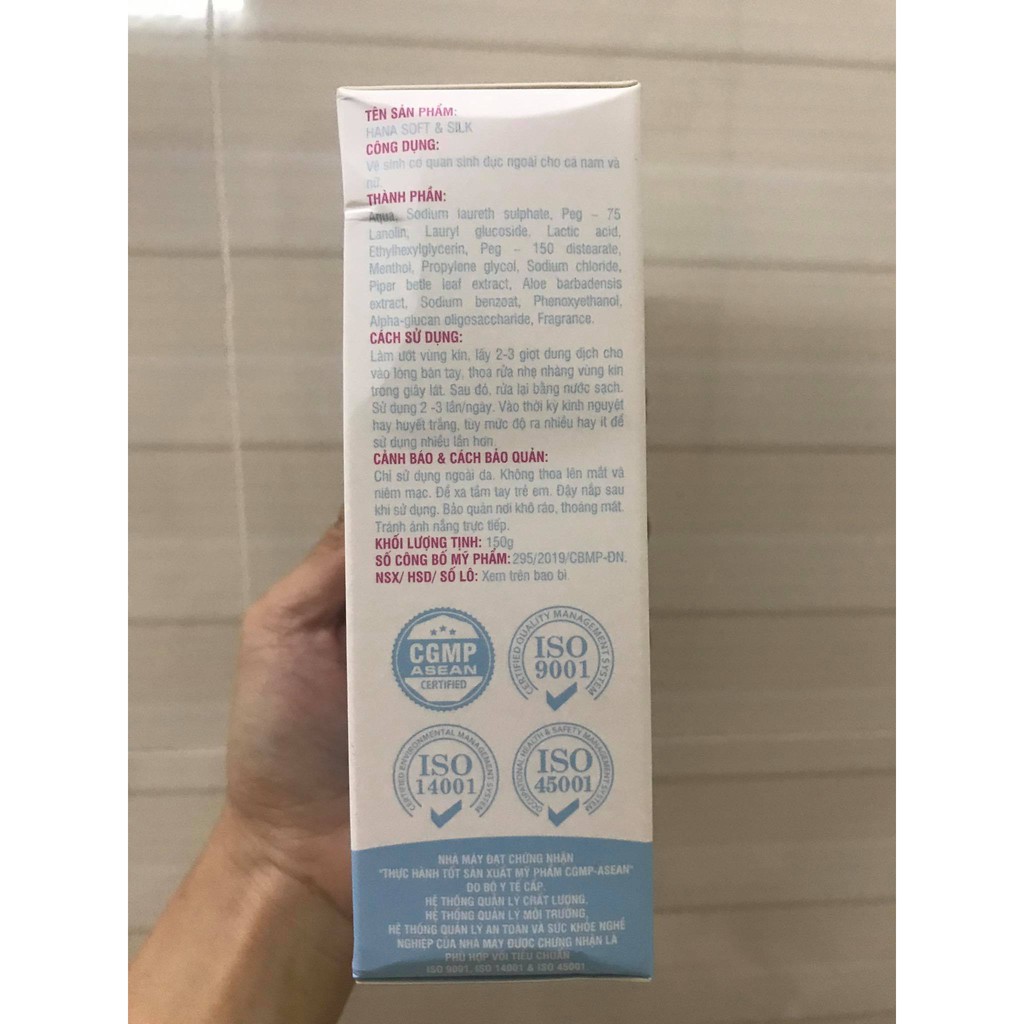 TÊN SẢN PHẨM:
HANA SOFT & SILK
CÔNG DỤNG:
Vệ sinh cơ quan sinh dục ngoài cho cả nam và
nữ.
THÀNH PHẦN:
Aqua, Sodium laureth sulphate, Peg – 75
Lanolin, Lauryl glucoside, Lactic acid,
Ethylhexylglycerin, Peg – 150 distearate,
Menthol, Propylene glycol, Sodium chloride,
Piper betle leaf extract, Aloe barbadensis
extract, Sodium benzoat, Phenoxyethanol,
Alpha-glucan oligosaccharide, Fragrance.
CÁCH SỬ DỤNG:
Làm ướt vùng kín, lấy 2-3 giọt dung dịch cho
vào lòng bàn tay, thoa rửa nhẹ nhàng vùng kín
trong giây lát. Sau đó, rửa lại bằng nước sạch.
Sử dụng 2 -3 lần/ngày. Vào thời kỳ kinh nguyệt
hay huyết trắng, tùy mức độ ra nhiều hay ít để
sử dụng nhiều lần hơn.
CẢNH BÁO & CÁCH BẢO QUẢN:
Chỉ sử dụng ngoài da. Không thoa lên mắt và
niêm mạc. Để xa tầm tay trẻ em. Đậy nắp sau
khi sử dụng. Bảo quản nơi khô ráo, thoáng mát.
Tránh ánh nắng trực tiếp.
KHỐI LƯỢNG TỊNH: 150g
SỐ CÔNG BỐ MỸ PHẨM: 295/2019/CBMP-ĐN.
NSX/ HSD/ SỐ LÔ: Xem trên bao bì.
CGMP
ASEAN
CERTIFIED
CERTIFIED QUALITY MANAGEMENT SYSTEM
ISO
9001
CERTIFIED ENVIRONMENTAL MANAGEMENT SYSTEM
ISO
14001
OCCUPATIONAL HEALTH & SAFETY MANAGEMENT SYSTEM
ISO
45001
NHÀ MÁY ĐẠT CHỨNG NHẬN
"THỰC HÀNH TỐT SẢN XUẤT MỸ PHẨM CGMP-ASEAN"
DO BỘ Y TẾ CẤP.
HỆ THỐNG QUẢN LÝ CHẤT LƯỢNG,
HỆ THỐNG QUẢN LÝ MÔI TRƯỜNG,
HỆ THỐNG QUẢN LÝ AN TOÀN VÀ SỨC KHỎE NGHỀ
NGHIỆP CỦA NHÀ MÁY ĐƯỢC CHỨNG NHẬN LÀ
PHÙ HỢP VỚI TIÊU CHUẨN
ISO 9001, ISO 14001 & ISO 45001